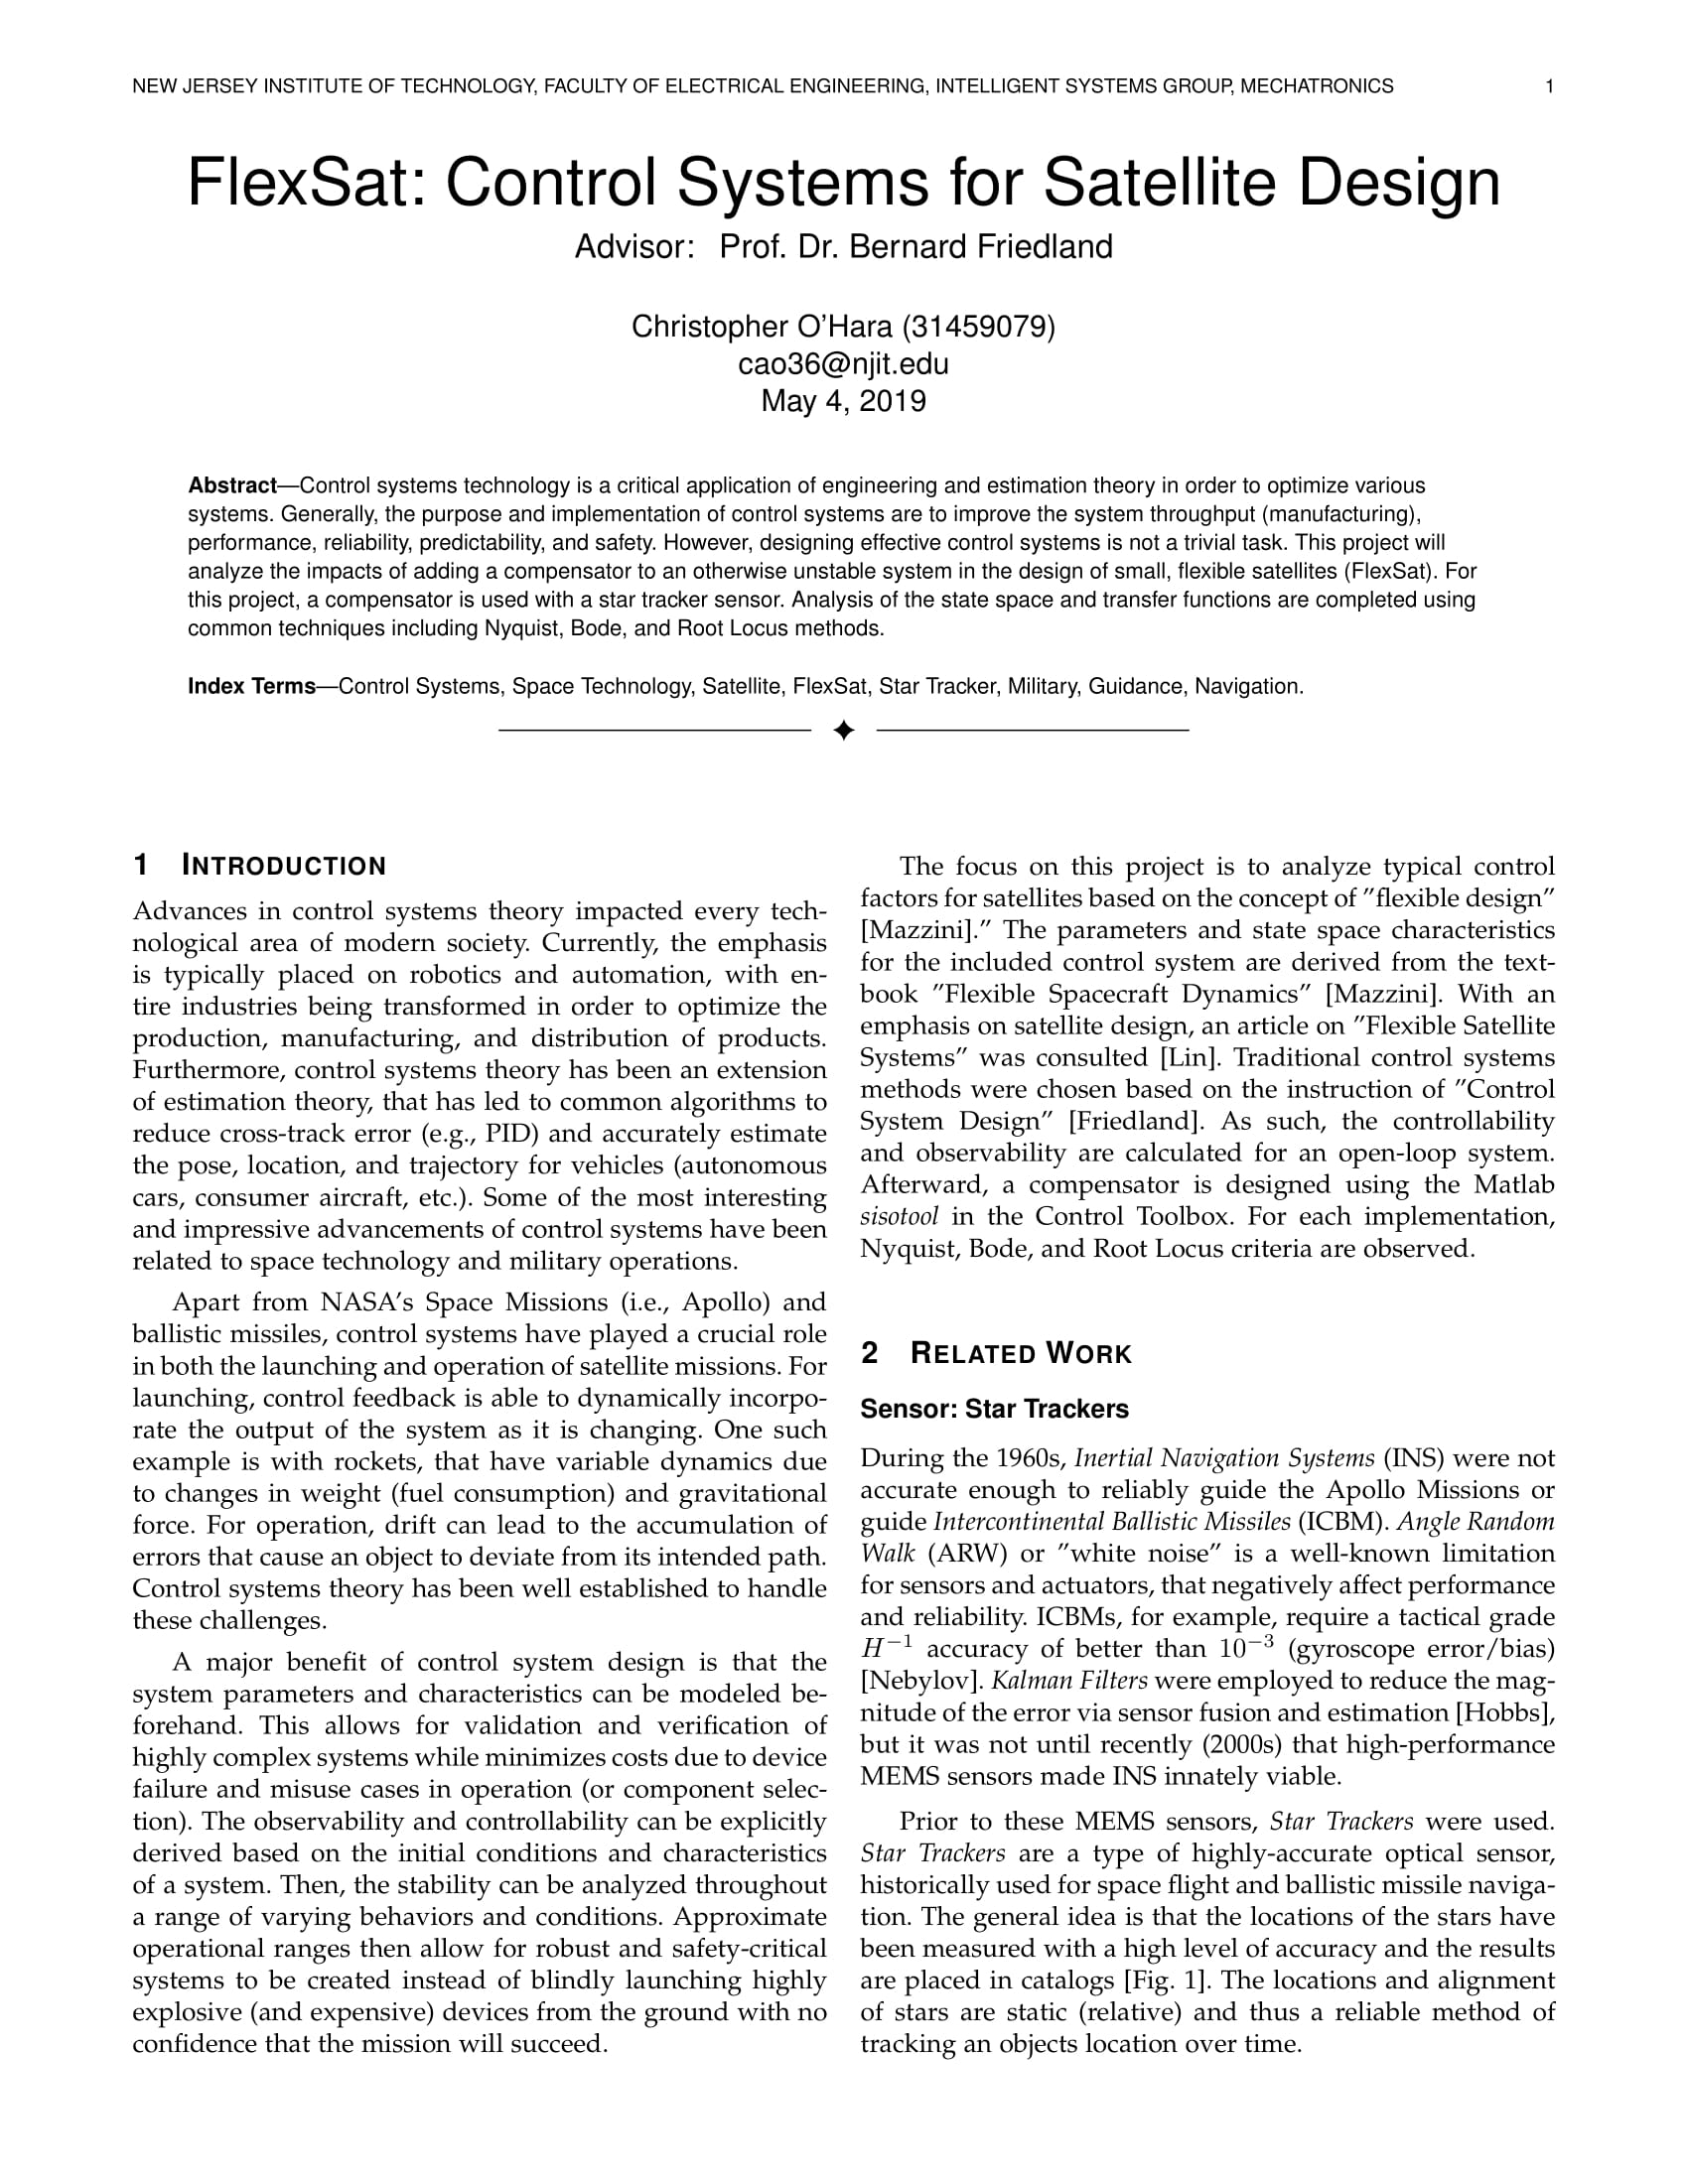 NEW JERSEY INSTITUTE OF TECHNOLOGY, FACULTY OF ELECTRICAL ENGINEERING, INTELLIGENT SYSTEMS GROUP, MECHATRONICS 1
FlexSat: Control Systems for Satellite Design
Advisor: Prof. Dr. Bernard Friedland
Christopher O'Hara (31459079)
cao36@njit.edu
May 4, 2019
Abstract—Control systems technology is a critical application of engineering and estimation theory in order to optimize various
systems. Generally, the purpose and implementation of control systems are to improve the system throughput (manufacturing),
performance, reliability, predictability, and safety. However, designing effective control systems is not a trivial task. This project will
analyze the impacts of adding a compensator to an otherwise unstable system in the design of small, flexible satellites (FlexSat). For
this project, a compensator is used with a star tracker sensor. Analysis of the state space and transfer functions are completed using
common techniques including Nyquist, Bode, and Root Locus methods.
Index Terms—Control Systems, Space Technology, Satellite, FlexSat, Star Tracker, Military, Guidance, Navigation.
1 INTRODUCTION
Advances in control systems theory impacted every tech-
nological area of modern society. Currently, the emphasis
is typically placed on robotics and automation, with en-
tire industries being transformed in order to optimize the
production, manufacturing, and distribution of products.
Furthermore, control systems theory has been an extension
of estimation theory, that has led to common algorithms to
reduce cross-track error (e.g., PID) and accurately estimate
the pose, location, and trajectory for vehicles (autonomous
cars, consumer aircraft, etc.). Some of the most interesting
and impressive advancements of control systems have been
related to space technology and military operations.
Apart from NASA's Space Missions (i.e., Apollo) and
ballistic missiles, control systems have played a crucial role
in both the launching and operation of satellite missions. For
launching, control feedback is able to dynamically incorpo-
rate the output of the system as it is changing. One such
example is with rockets, that have variable dynamics due
to changes in weight (fuel consumption) and gravitational
force. For operation, drift can lead to the accumulation of
errors that cause an object to deviate from its intended path.
Control systems theory has been well established to handle
these challenges.
A major benefit of control system design is that the
system parameters and characteristics can be modeled be-
forehand. This allows for validation and verification of
highly complex systems while minimizes costs due to device
failure and misuse cases in operation (or component selec-
tion). The observability and controllability can be explicitly
derived based on the initial conditions and characteristics
of a system. Then, the stability can be analyzed throughout
a range of varying behaviors and conditions. Approximate
operational ranges then allow for robust and safety-critical
systems to be created instead of blindly launching highly
explosive (and expensive) devices from the ground with no
confidence that the mission will succeed.
The focus on this project is to analyze typical control
factors for satellites based on the concept of ”flexible design”
[Mazzini].” The parameters and state space characteristics
for the included control system are derived from the text-
book ”Flexible Spacecraft Dynamics” [Mazzini]. With an
emphasis on satellite design, an article on ”Flexible Satellite
Systems” was consulted [Lin]. Traditional control systems
methods were chosen based on the instruction of ”Control
System Design” [Friedland]. As such, the controllability
and observability are calculated for an open-loop system.
Afterward, a compensator is designed using the Matlab
sisotool in the Control Toolbox. For each implementation,
Nyquist, Bode, and Root Locus criteria are observed.
2 RELATED WORK
Sensor: Star Trackers
During the 1960s, Inertial Navigation Systems (INS) were not
accurate enough to reliably guide the Apollo Missions or
guide Intercontinental Ballistic Missiles (ICBM). Angle Random
Walk (ARW) or ”white noise” is a well-known limitation
for sensors and actuators, that negatively affect performance
and reliability. ICBMs, for example, require a tactical grade
H⁻¹ accuracy of better than 10⁻³ (gyroscope error/bias)
[Nebylov]. Kalman Filters were employed to reduce the mag-
nitude of the error via sensor fusion and estimation [Hobbs],
but it was not until recently (2000s) that high-performance
MEMS sensors made INS innately viable.
Prior to these MEMS sensors, Star Trackers were used.
Star Trackers are a type of highly-accurate optical sensor,
historically used for space flight and ballistic missile naviga-
tion. The general idea is that the locations of the stars have
been measured with a high level of accuracy and the results
are placed in catalogs [Fig. 1]. The locations and alignment
of stars are static (relative) and thus a reliable method of
tracking an objects location over time.